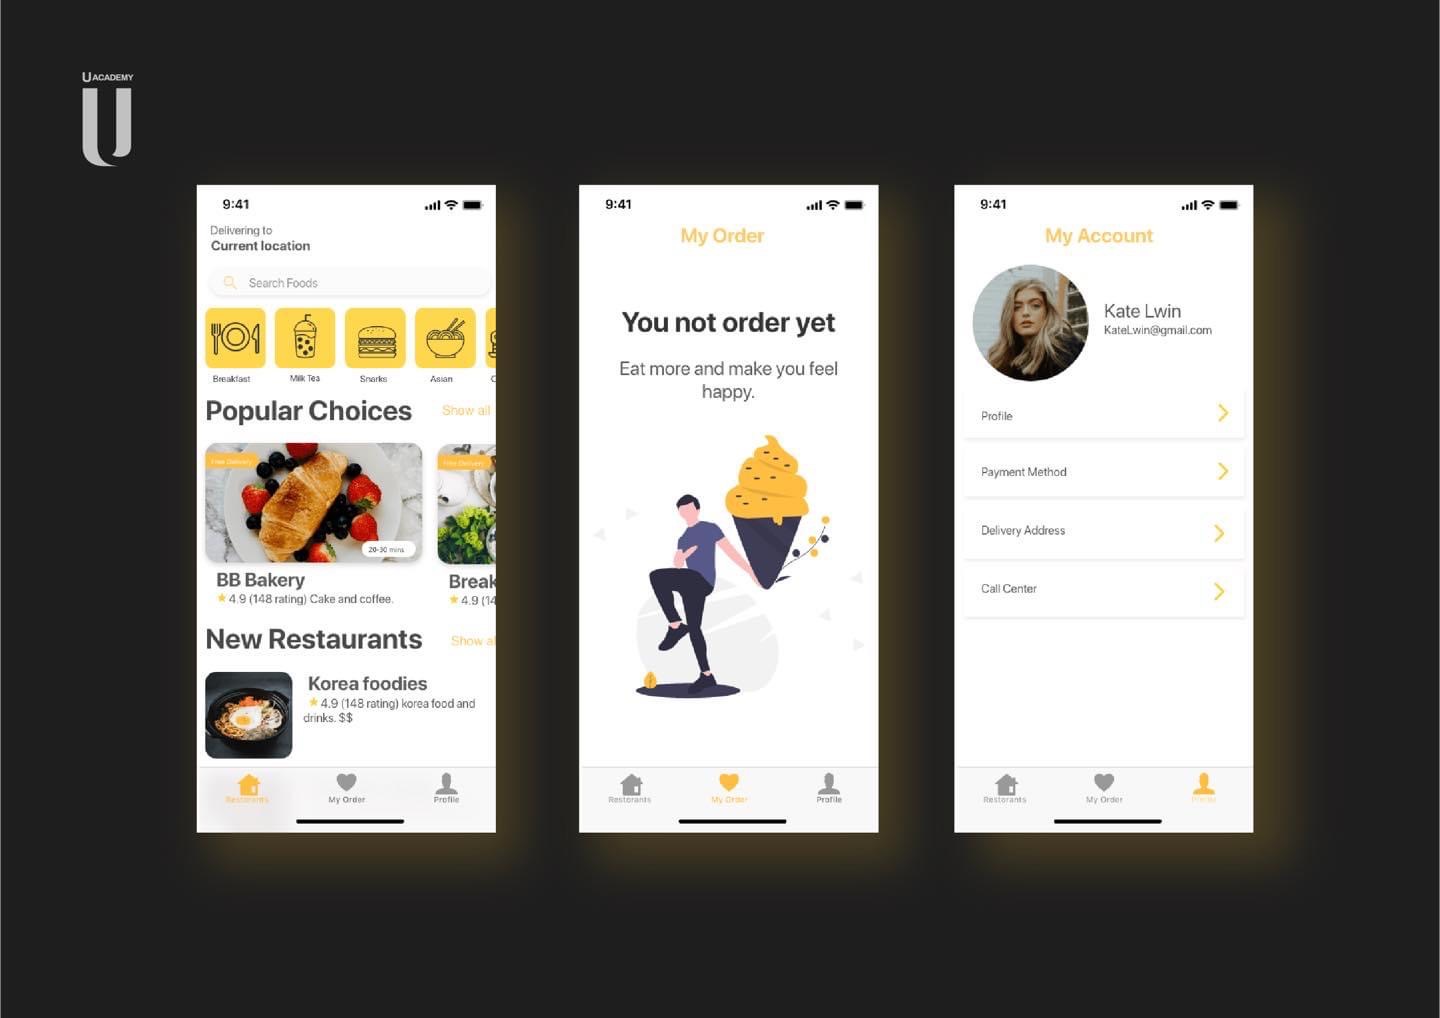 U ACADEMY
9:41
Delivering to
Current location
Search Foods
Breakfast
Milk Tea
Snarks
Asian
C
Popular Choices
Show all
Free Delivery
20-30 mins
BB Bakery
4.9 (148 rating) Cake and coffee.
Free Delivery
Break
4.9 (14
New Restaurants
Show al
Korea foodies
4.9 (148 rating) korea food and
drinks. $$
Restorants
My Order
Profile
9:41
My Order
You not order yet
Eat more and make you feel
happy.
Restorants
My Order
Profile
9:41
My Account
Kate Lwin
KateLwin@gmail.com
Profile
Payment Method
Delivery Address
Call Center
Restorants
My Order
Profile